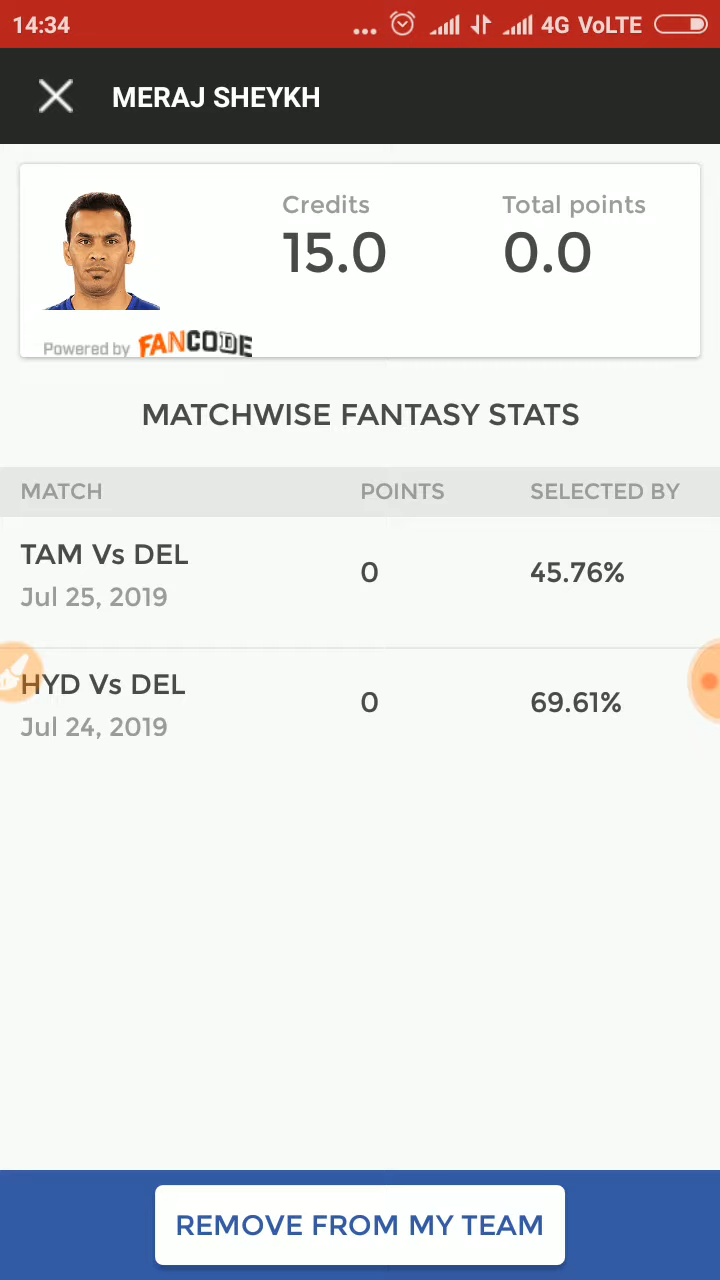 14:34 ... 4G VoLTE
MERAJ SHEYKH
Credits Total points
15.0 0.0
Powered by FANCODE
MATCHWISE FANTASY STATS
MATCH POINTS SELECTED BY
TAM Vs DEL 0 45.76%
Jul 25, 2019
HYD Vs DEL 0 69.61%
Jul 24, 2019
REMOVE FROM MY TEAM